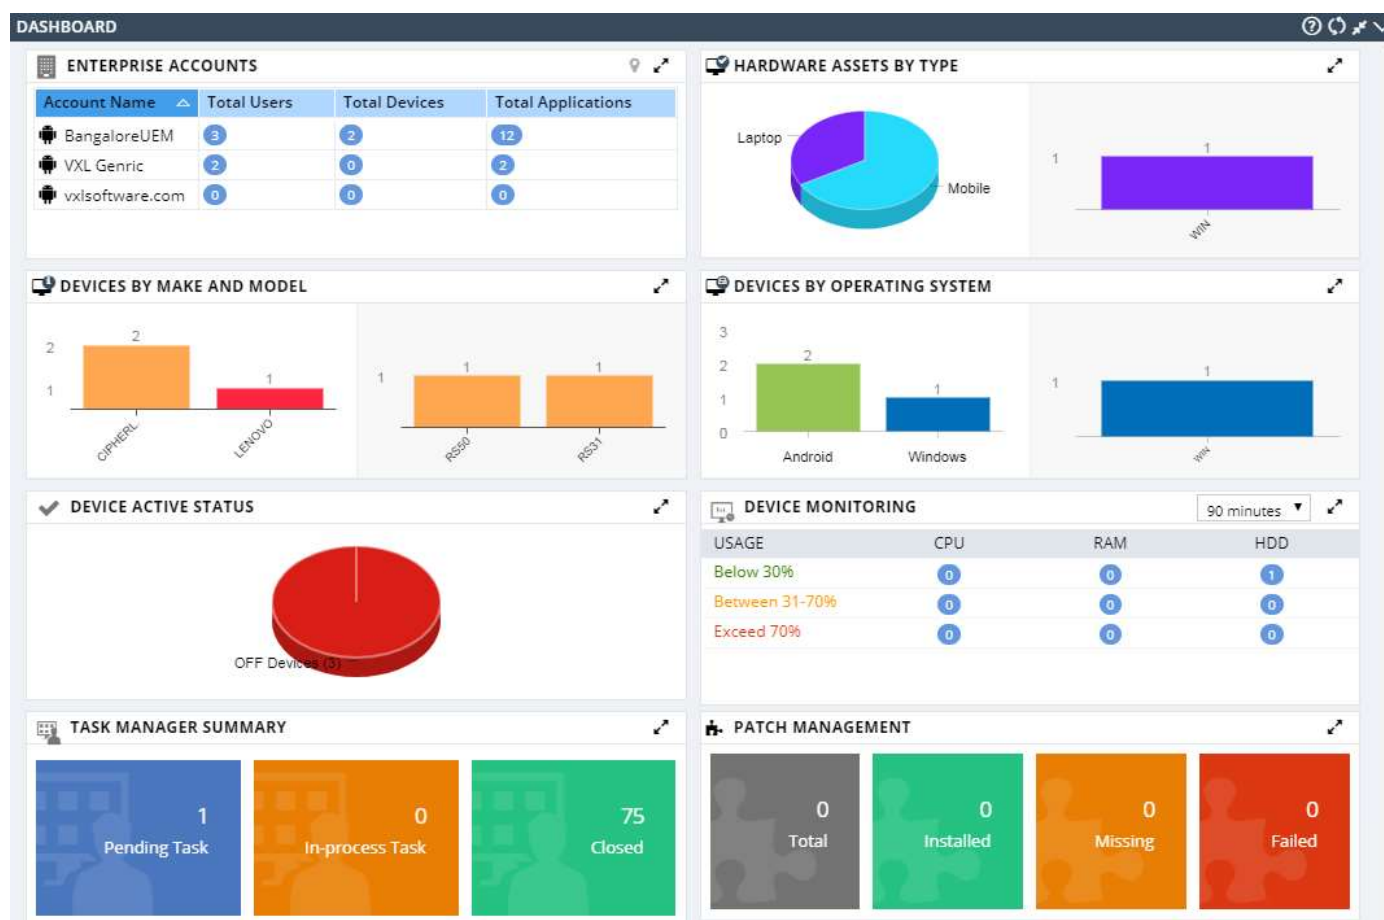 DASHBOARD
ENTERPRISE ACCOUNTS
Account Name Total Users Total Devices Total Applications
BangaloreUEM 3 2 12
VXL Genric 2 0 2
vxlsoftware.com 0 0 0
HARDWARE ASSETS BY TYPE
Laptop
Mobile
1
1
WIN
DEVICES BY MAKE AND MODEL
2
1
2
1
CIPHERL
LENOVO
1
1
1
RS50
RS31
DEVICES BY OPERATING SYSTEM
3
2
1
0
2
1
Android Windows
1
1
WIN
DEVICE ACTIVE STATUS
OFF Devices (3)
DEVICE MONITORING 90 minutes
USAGE CPU RAM HDD
Below 30% 0 0 1
Between 31-70% 0 0 0
Exceed 70% 0 0 0
TASK MANAGER SUMMARY
1
Pending Task
0
In-process Task
75
Closed
PATCH MANAGEMENT
0
Total
0
Installed
0
Missing
0
Failed